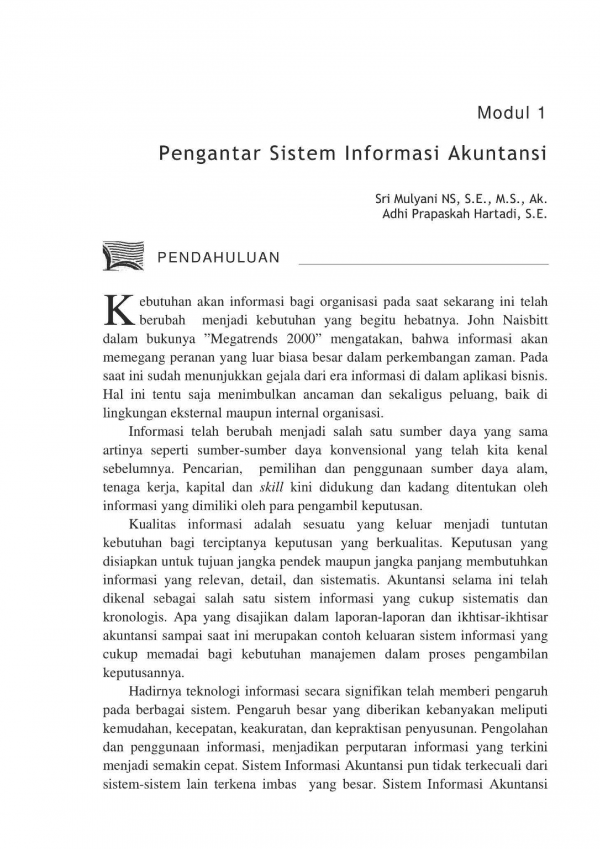 Modul 1
Pengantar Sistem Informasi Akuntansi
Sri Mulyani NS, S.E., M.S., Ak.
Adhi Prapaskah Hartadi, S.E.
PENDAHULUAN
Kebutuhan akan informasi bagi organisasi pada saat sekarang ini telah
berubah menjadi kebutuhan yang begitu hebatnya. John Naisbitt
dalam bukunya ”Megatrends 2000” mengatakan, bahwa informasi akan
memegang peranan yang luar biasa besar dalam perkembangan zaman. Pada
saat ini sudah menunjukkan gejala dari era informasi di dalam aplikasi bisnis.
Hal ini tentu saja menimbulkan ancaman dan sekaligus peluang, baik di
lingkungan eksternal maupun internal organisasi.
Informasi telah berubah menjadi salah satu sumber daya yang sama
artinya seperti sumber-sumber daya konvensional yang telah kita kenal
sebelumnya. Pencarian, pemilihan dan penggunaan sumber daya alam,
tenaga kerja, kapital dan skill kini didukung dan kadang ditentukan oleh
informasi yang dimiliki oleh para pengambil keputusan.
Kualitas informasi adalah sesuatu yang keluar menjadi tuntutan
kebutuhan bagi terciptanya keputusan yang berkualitas. Keputusan yang
disiapkan untuk tujuan jangka pendek maupun jangka panjang membutuhkan
informasi yang relevan, detail, dan sistematis. Akuntansi selama ini telah
dikenal sebagai salah satu sistem informasi yang cukup sistematis dan
kronologis. Apa yang disajikan dalam laporan-laporan dan ikhtisar-ikhtisar
akuntansi sampai saat ini merupakan contoh keluaran sistem informasi yang
cukup memadai bagi kebutuhan manajemen dalam proses pengambilan
keputusannya.
Hadirnya teknologi informasi secara signifikan telah memberi pengaruh
pada berbagai sistem. Pengaruh besar yang diberikan kebanyakan meliputi
kemudahan, kecepatan, keakuratan, dan kepraktisan penyusunan. Pengolahan
dan penggunaan informasi, menjadikan perputaran informasi yang terkini
menjadi semakin cepat. Sistem Informasi Akuntansi pun tidak terkecuali dari
sistem-sistem lain terkena imbas yang besar. Sistem Informasi Akuntansi